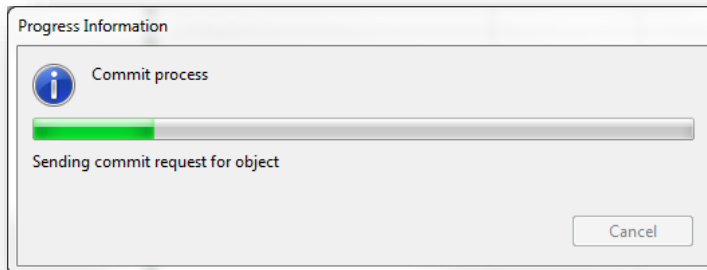 Progress Information
Commit process
Sending commit request for object
Cancel